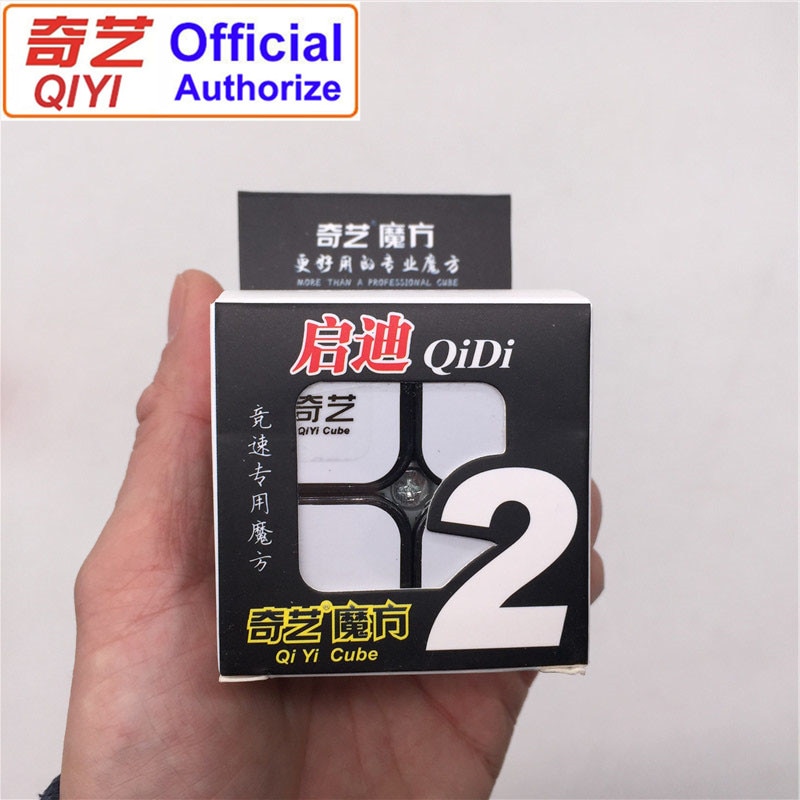 奇艺 Official
QIYI Authorize
奇艺®魔方
更好用的专业魔方
MORE THAN A PROFESSIONAL CUBE
启迪 QiDi
奇艺
QiYi Cube
竞速专用魔方
2
奇艺®魔方
Qi Yi Cube